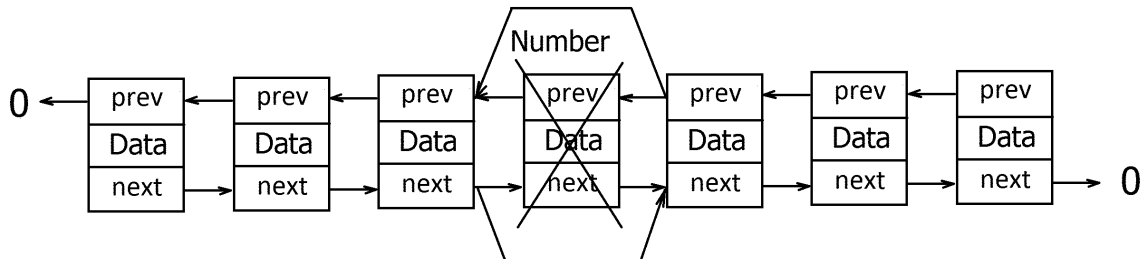 Number
0 prev prev prev prev prev prev prev
Data Data Data Data Data Data Data
next next next next next next next 0